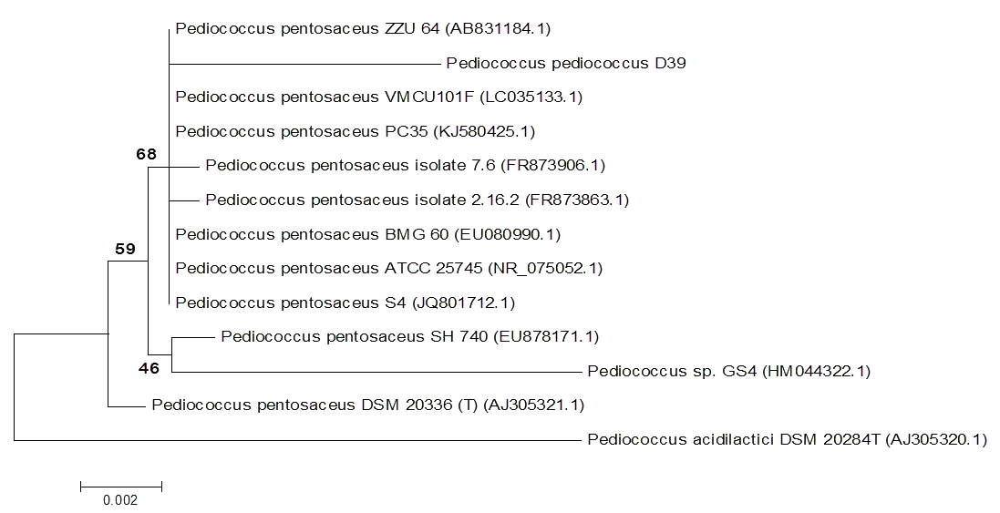 Pediococcus pentosaceus ZZU 64 (AB831184.1)
Pediococcus pediococcus D39
Pediococcus pentosaceus VMCU101F (LC035133.1)
Pediococcus pentosaceus PC35 (KJ580425.1)
68
Pediococcus pentosaceus isolate 7.6 (FR873906.1)
Pediococcus pentosaceus isolate 2.16.2 (FR873863.1)
Pediococcus pentosaceus BMG 60 (EU080990.1)
59
Pediococcus pentosaceus ATCC 25745 (NR_075052.1)
Pediococcus pentosaceus S4 (JQ801712.1)
Pediococcus pentosaceus SH 740 (EU878171.1)
46
Pediococcus sp. GS4 (HM044322.1)
Pediococcus pentosaceus DSM 20336 (T) (AJ305321.1)
Pediococcus acidilactici DSM 20284T (AJ305320.1)
0.002